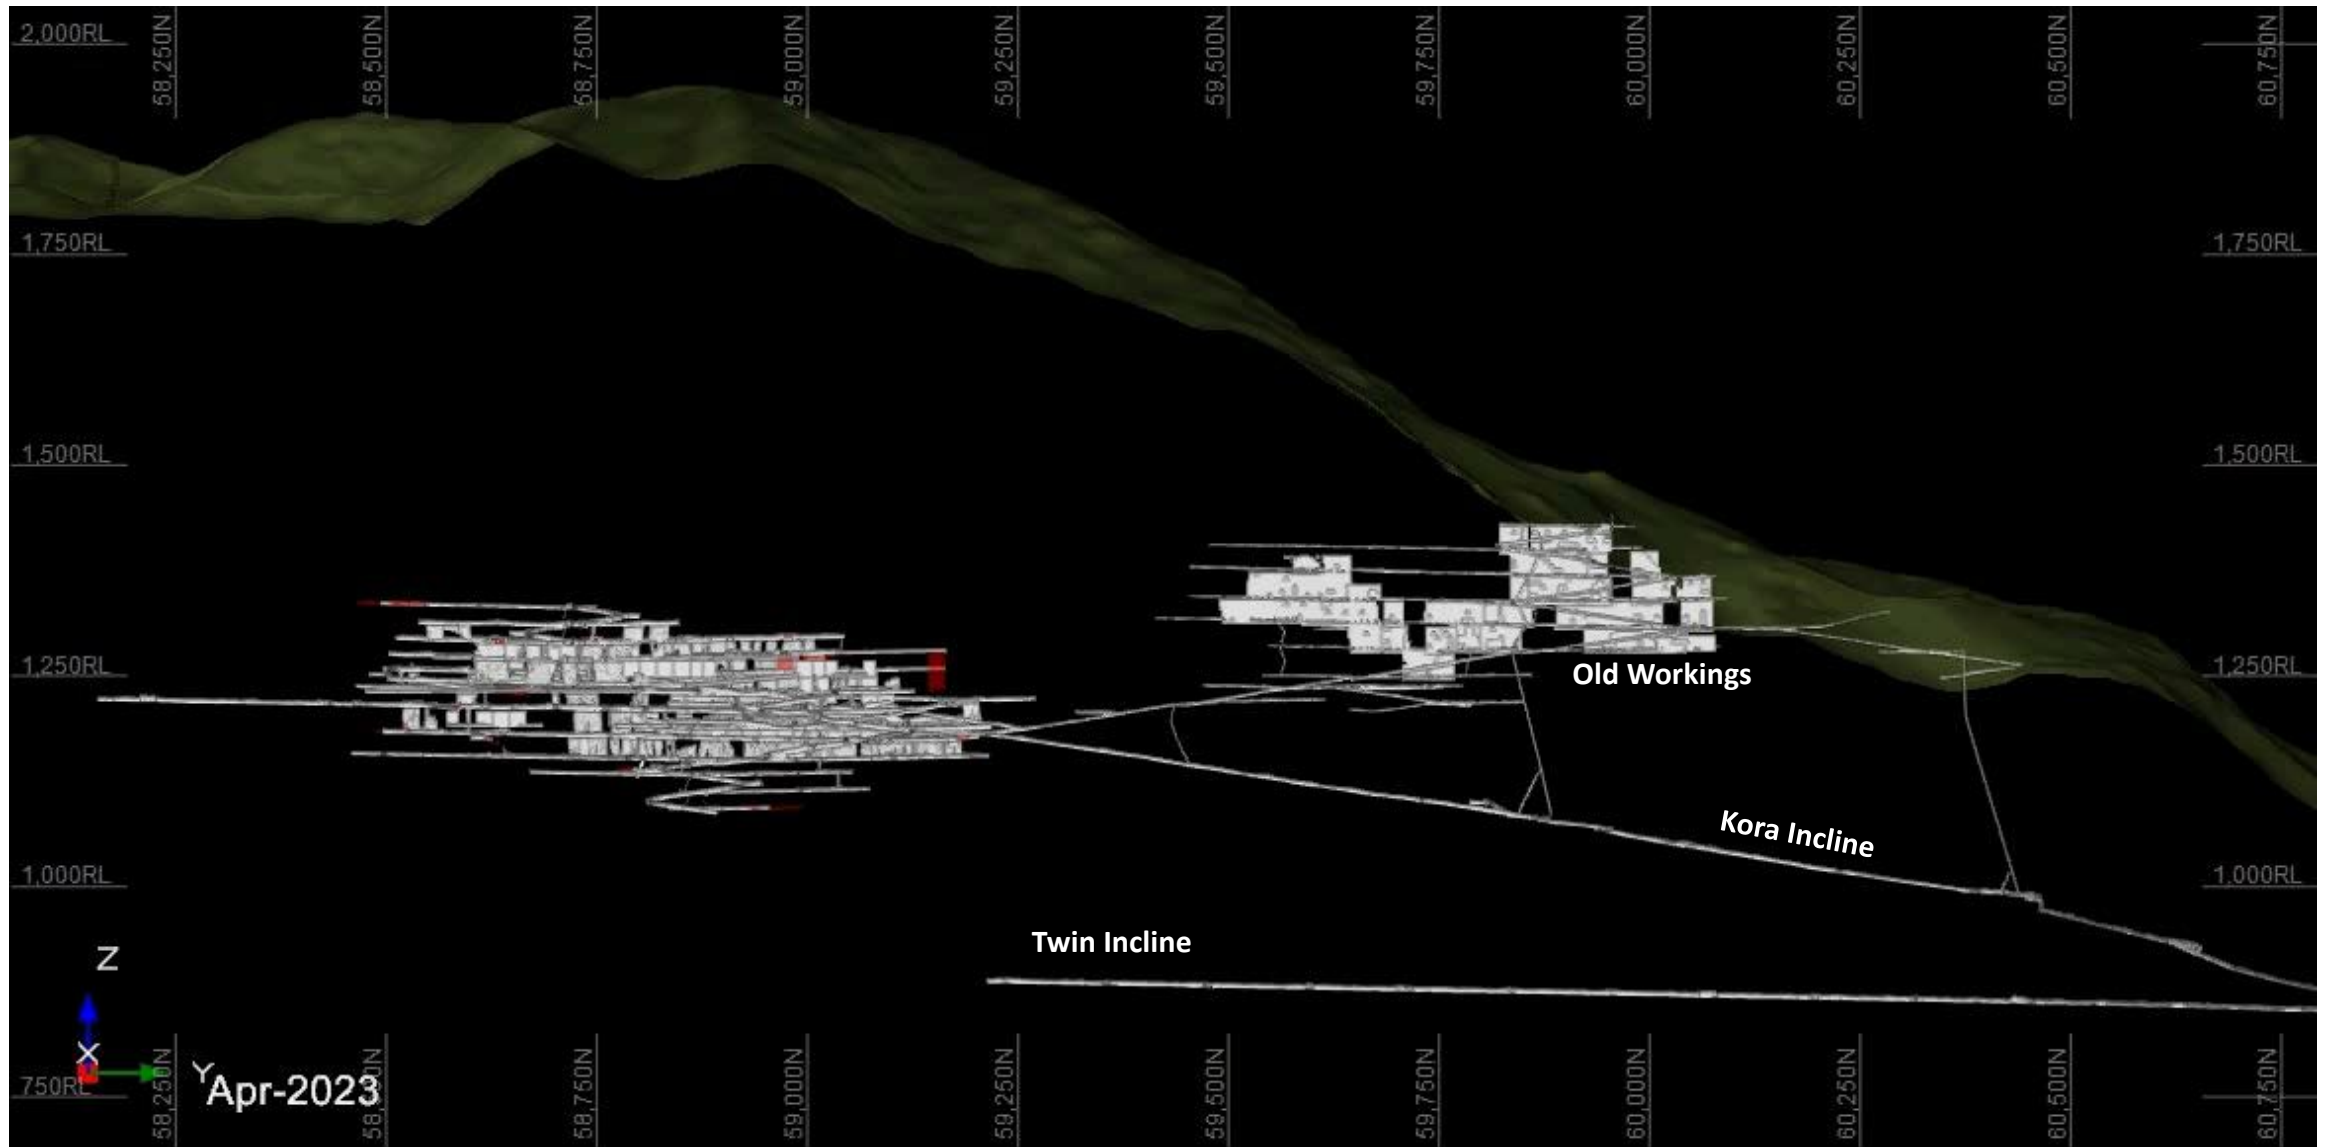 2,000RL
58,250N
58,500N
58,750N
59,000N
59,250N
59,500N
59,750N
60,000N
60,250N
60,500N
60,750N
1,750RL
1,750RL
1,500RL
1,500RL
1,250RL
Old Workings
1,250RL
Kora Incline
1,000RL
1,000RL
Twin Incline
Z
X
Y
750RL
Apr-2023
58,250N
58,750N
59,000N
59,250N
59,500N
59,750N
60,000N
60,250N
60,500N
60,750N